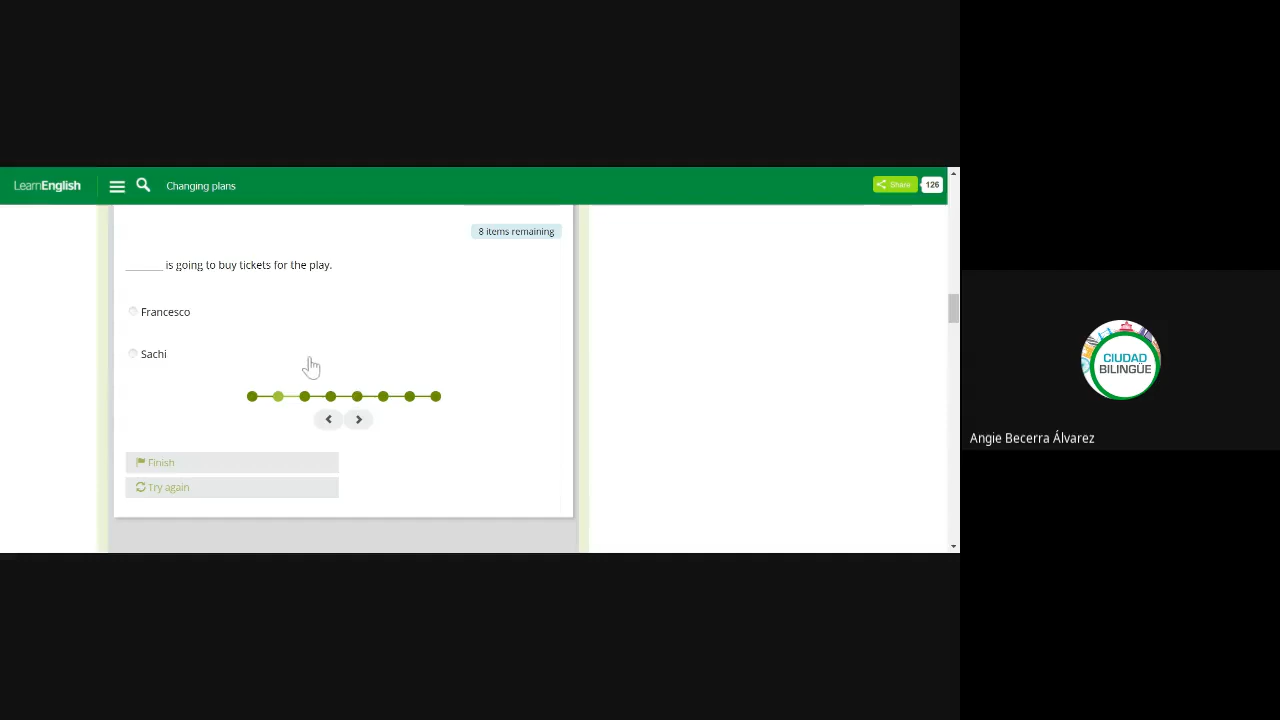 LearnEnglish
Changing plans
Share
126
8 items remaining
_______ is going to buy tickets for the play.
Francesco
Sachi
Finish
Try again
CIUDAD
BILINGÜE
Angie Becerra Álvarez